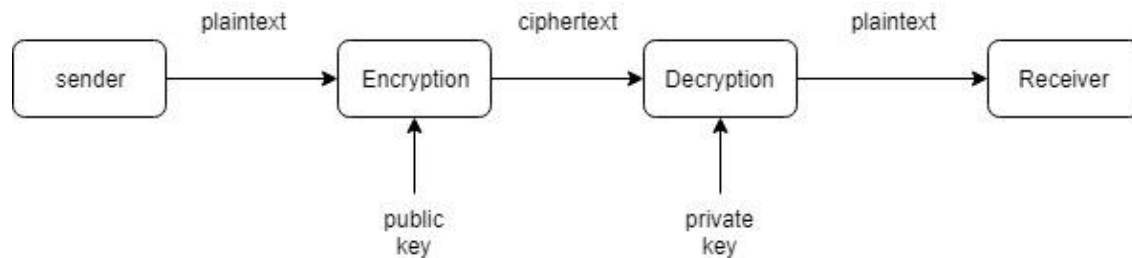 plaintext ciphertext plaintext
sender Encryption Decryption Receiver
public private
key key